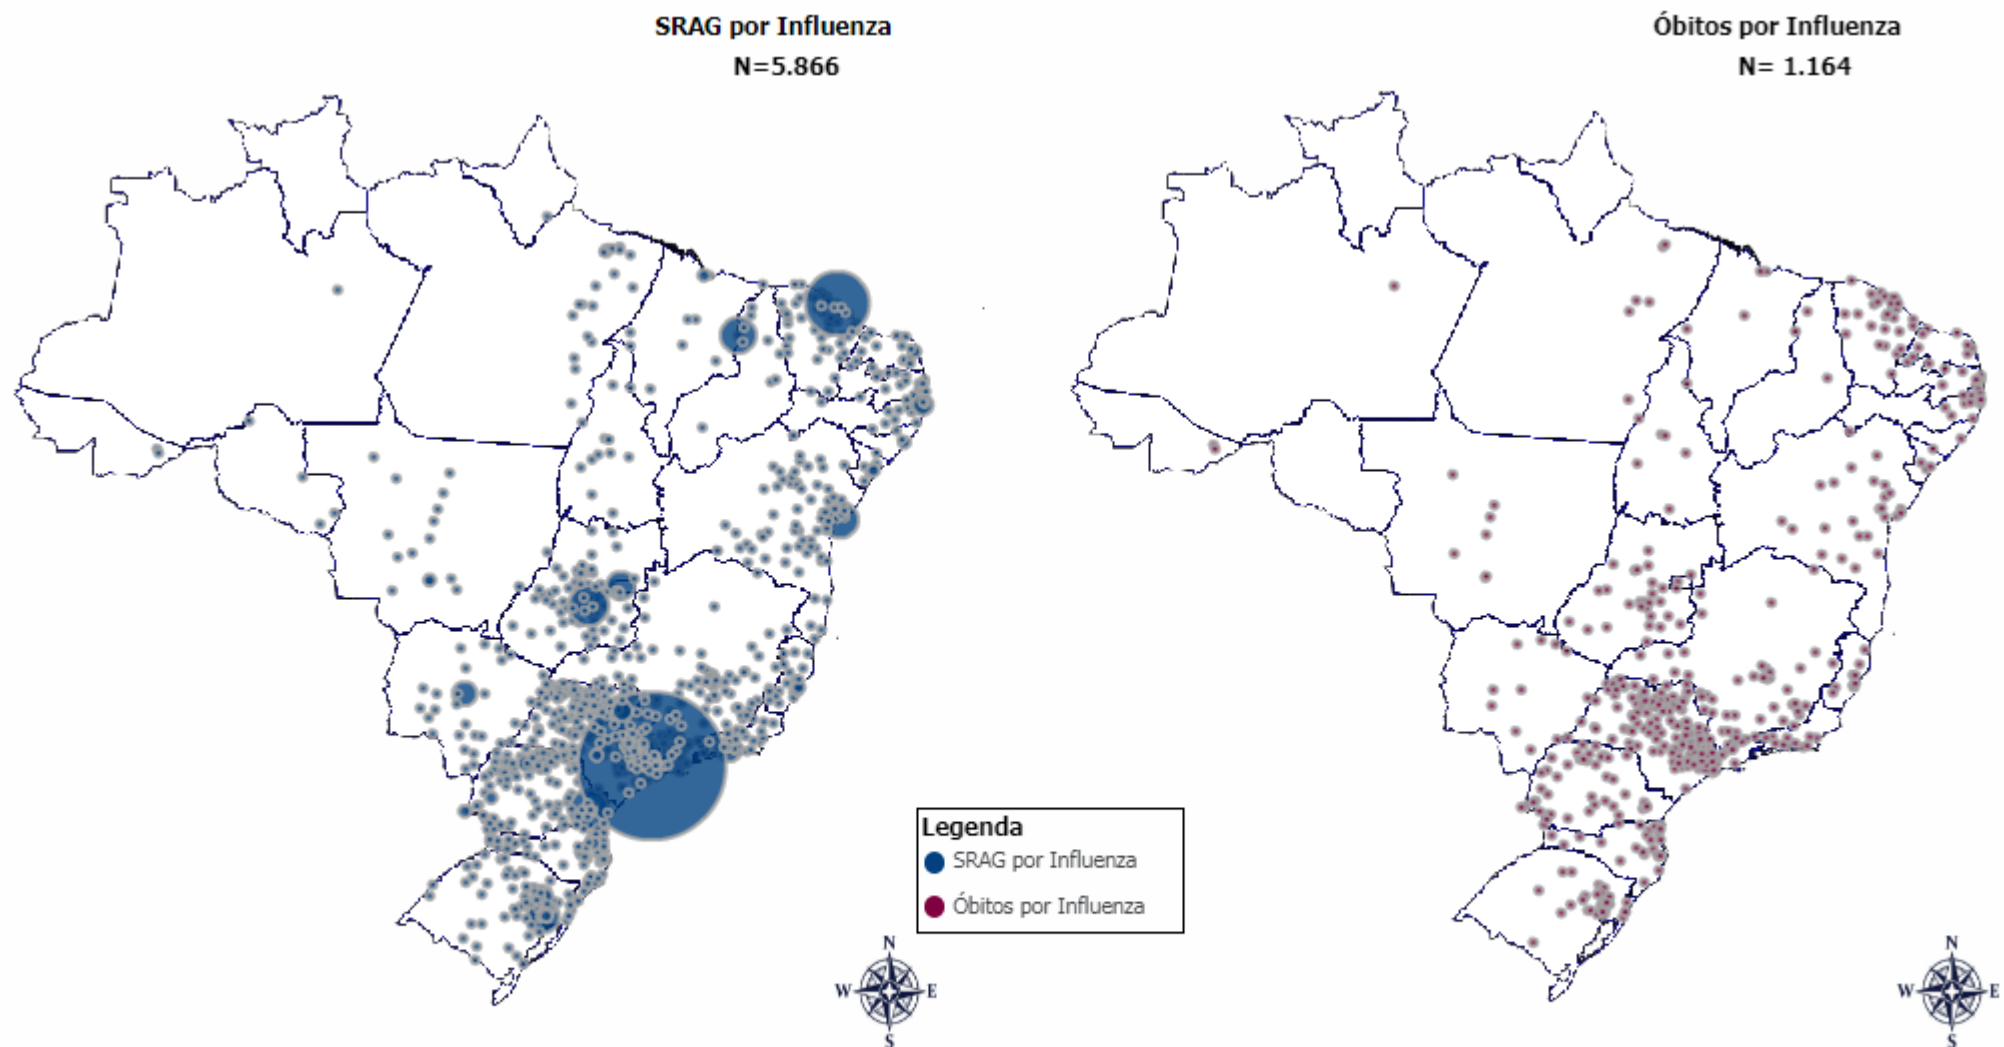 SRAG por Influenza
N=5.866
Óbitos por Influenza
N= 1.164
Legenda
SRAG por Influenza
Óbitos por Influenza
N
W
E
S
N
W
E
S